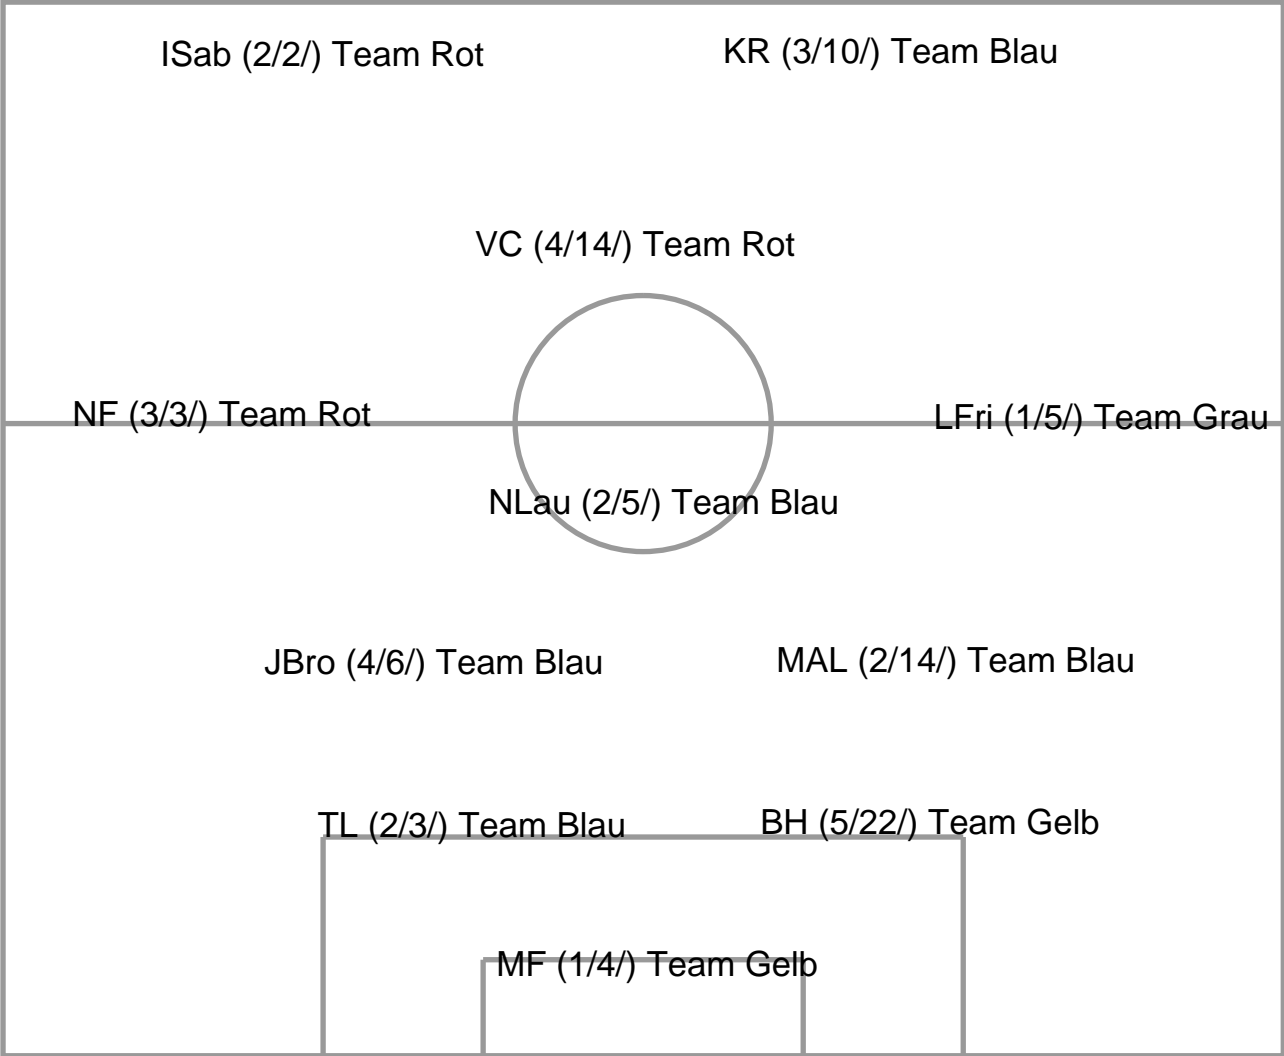 ISab (2/2/) Team Rot
KR (3/10/) Team Blau
VC (4/14/) Team Rot
NF (3/3/) Team Rot
LFri (1/5/) Team Grau
NLau (2/5/) Team Blau
JBro (4/6/) Team Blau
MAL (2/14/) Team Blau
TL (2/3/) Team Blau
BH (5/22/) Team Gelb
MF (1/4/) Team Gelb